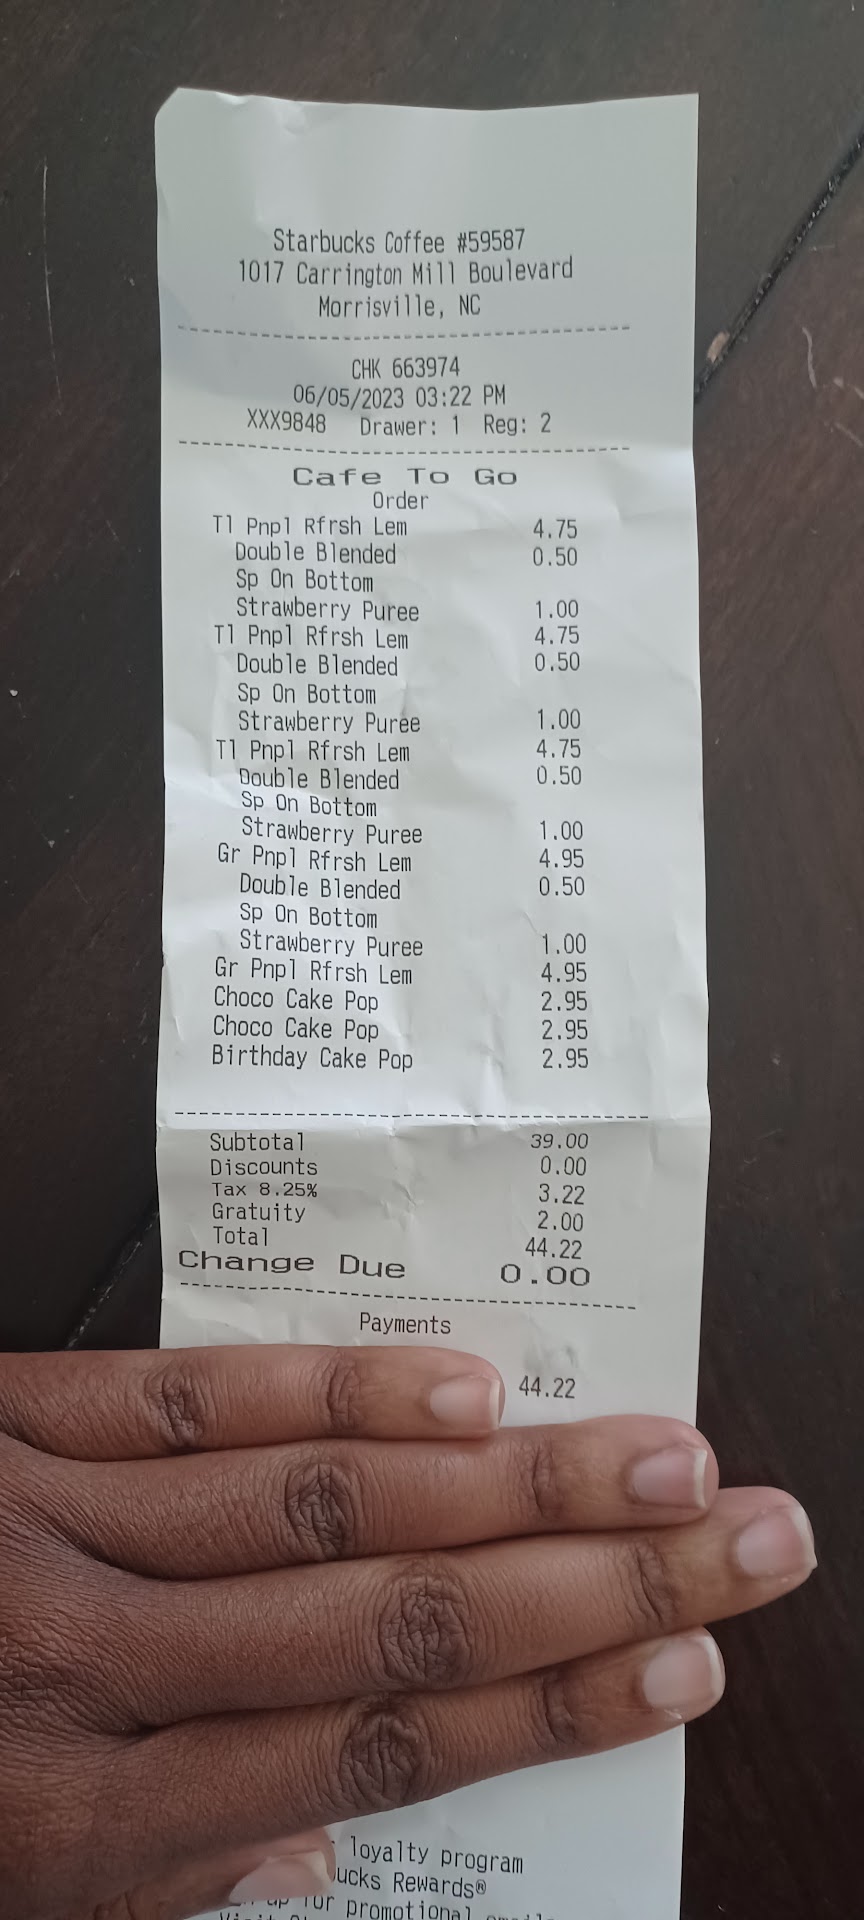 Starbucks Coffee #59587
1017 Carrington Mill Boulevard
Morrisville, NC
CHK 663974
06/05/2023 03:22 PM
XXX9848 Drawer: 1 Reg: 2
Cafe To Go
Order
Tl Pnpl Rfrsh Lem 4.75
Double Blended 0.50
Sp On Bottom
Strawberry Puree 1.00
Tl Pnpl Rfrsh Lem 4.75
Double Blended 0.50
Sp On Bottom
Strawberry Puree 1.00
Tl Pnpl Rfrsh Lem 4.75
Double Blended 0.50
Sp On Bottom
Strawberry Puree 1.00
Gr Pnpl Rfrsh Lem 4.95
Double Blended 0.50
Sp On Bottom
Strawberry Puree 1.00
Gr Pnpl Rfrsh Lem 4.95
Choco Cake Pop 2.95
Choco Cake Pop 2.95
Birthday Cake Pop 2.95
Subtotal 39.00
Discounts 0.00
Tax 8.25% 3.22
Gratuity 2.00
Total 44.22
Change Due 0.00
Payments
44.22
loyalty program
ucks Rewards®
up for promotional